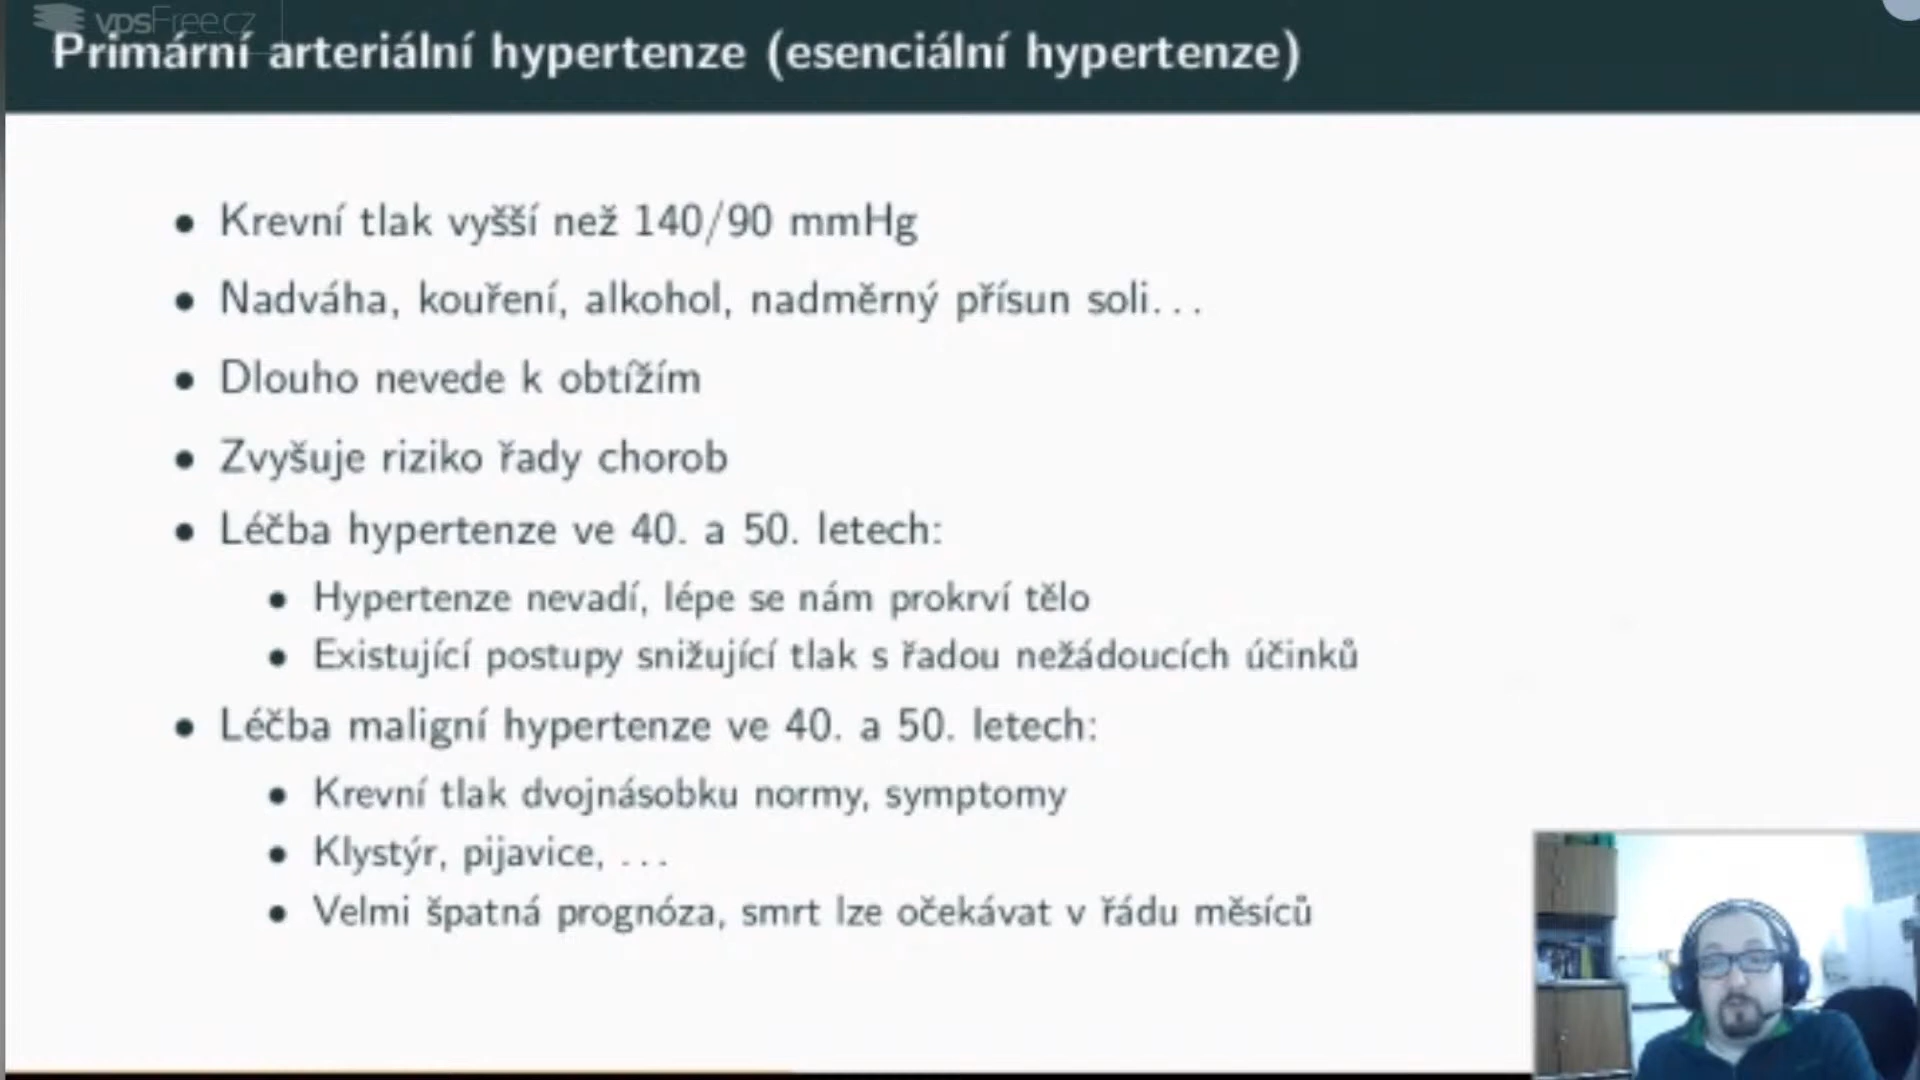 vpsFree.cz
Primární arteriální hypertenze (esenciální hypertenze)
• Krevní tlak vyšší než 140/90 mmHg
• Nadváha, kouření, alkohol, nadměrný přísun soli...
• Dlouho nevede k obtížím
• Zvyšuje riziko řady chorob
• Léčba hypertenze ve 40. a 50. letech:
• Hypertenze nevadí, lépe se nám prokrví tělo
• Existující postupy snižující tlak s řadou nežádoucích účinků
• Léčba maligní hypertenze ve 40. a 50. letech:
• Krevní tlak dvojnásobku normy, symptomy
• Klystýr, pijavice, ...
• Velmi špatná prognóza, smrt lze očekávat v řádu měsíců